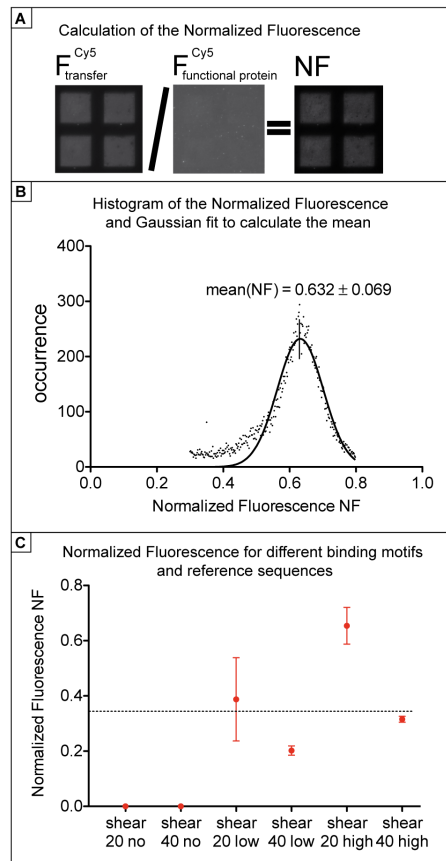 A
Calculation of the Normalized Fluorescence
F Cy5 transfer / F Cy5 functional protein = NF
B
Histogram of the Normalized Fluorescence
and Gaussian fit to calculate the mean
mean(NF) = 0.632 ± 0.069
occurrence
400
300
200
100
0
0.0 0.2 0.4 0.6 0.8 1.0
Normalized Fluorescence NF
C
Normalized Fluorescence for different binding motifs
and reference sequences
Normalized Fluorescence NF
0.8
0.6
0.4
0.2
0.0
shear shear shear shear shear shear
20 no 40 no 20 low 40 low 20 high 40 high